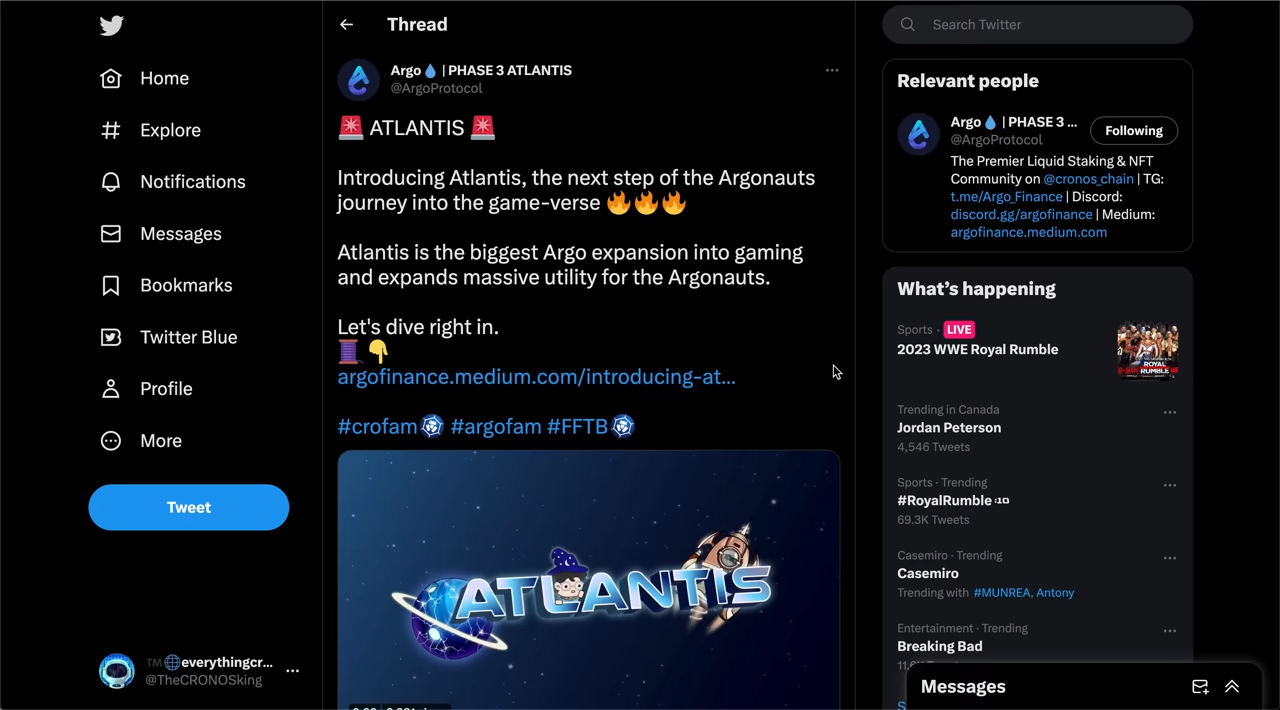 Home
Explore
Notifications
Messages
Bookmarks
Twitter Blue
Profile
More
Tweet
™🌐everythingcr...
@TheCRONOSking
Thread
Argo💧 | PHASE 3 ATLANTIS
@ArgoProtocol
🚨 ATLANTIS 🚨
Introducing Atlantis, the next step of the Argonauts
journey into the game-verse 🔥🔥🔥
Atlantis is the biggest Argo expansion into gaming
and expands massive utility for the Argonauts.
Let's dive right in.
🧵👇
argofinance.medium.com/introducing-at...
#crofam #argofam #FFTB
ATLANTIS
Search Twitter
Relevant people
Argo💧 | PHASE 3 ...
@ArgoProtocol
Following
The Premier Liquid Staking & NFT
Community on @cronos_chain | TG:
t.me/Argo_Finance | Discord:
discord.gg/argofinance | Medium:
argofinance.medium.com
What's happening
Sports · LIVE
2023 WWE Royal Rumble
ROYAL
RUMBLE
Trending in Canada
Jordan Peterson
4,546 Tweets
Sports · Trending
#RoyalRumble
69.3K Tweets
Casemiro · Trending
Casemiro
Trending with #MUNREA, Antony
Entertainment · Trending
Breaking Bad
Messages